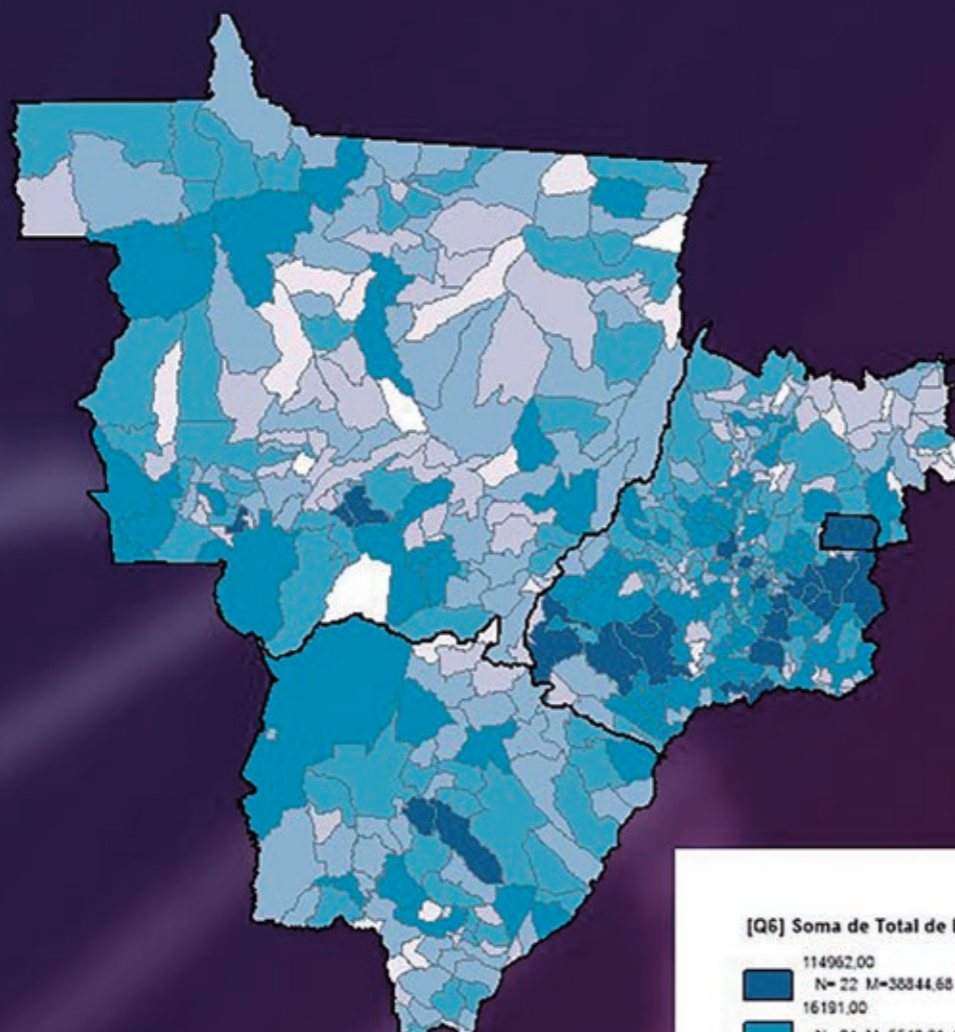 [Q6] Soma de Total de
114962,00
N= 22 M=38844,68
16191,00